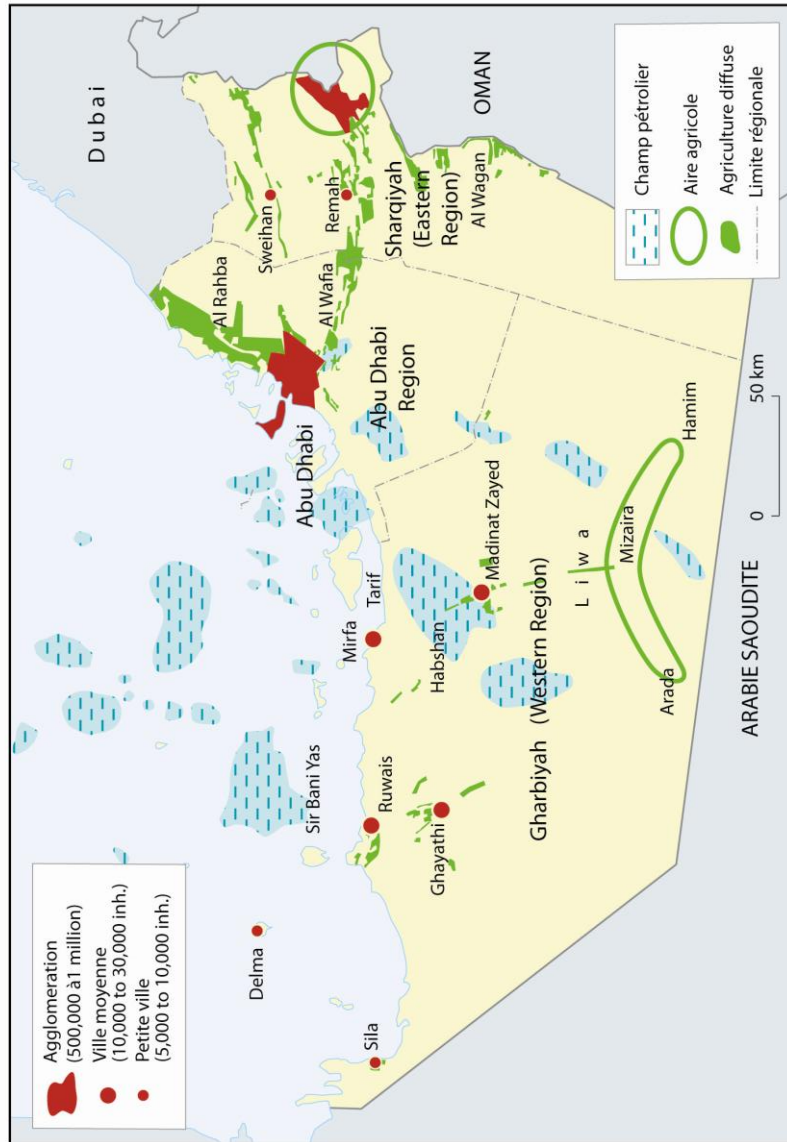 Agglomeration
(500,000 à1 million)
Ville moyenne
(10,000 to 30,000 inh.)
Petite ville
(5,000 to 10,000 inh.)
Dubai
Al Rahba
Sweihan
Delma
Sir Bani Yas
Abu Dhabi
Al Wafia
Remah
Sila
Ruwais
Mirfa
Tarif
Abu Dhabi
Region
Sharqiyah
(Eastern
Region)
OMAN
Al Wagan
Ghayathi
Habshan
Madinat Zayed
Gharbiyah (Western Region)
Liwa
Arada
Mizaira
Hamim
ARABIE SAOUDITE
0
50 km
Champ pétrolier
Aire agricole
Agriculture diffuse
Limite régionale